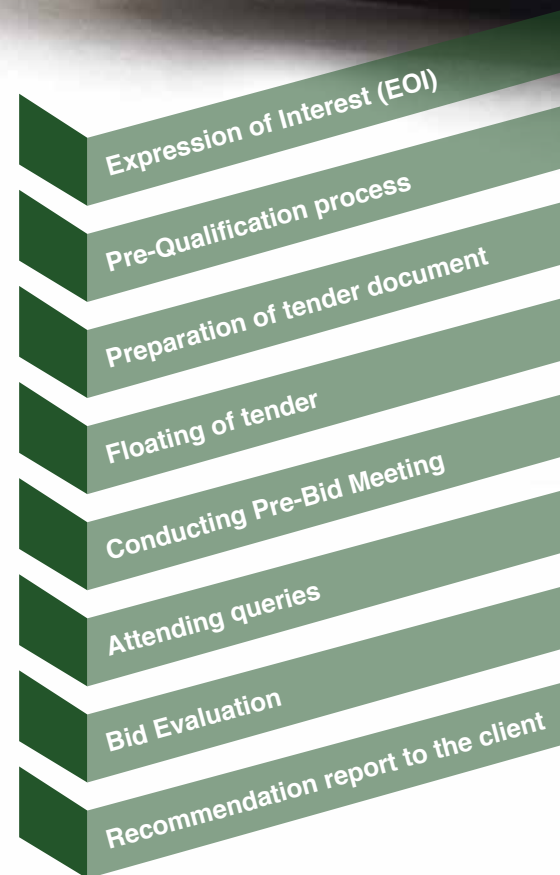 Expression of Interest (EOI)
Pre-Qualification process
Preparation of tender document
Floating of tender
Conducting Pre-Bid Meeting
Attending queries
Bid Evaluation
Recommendation report to the client